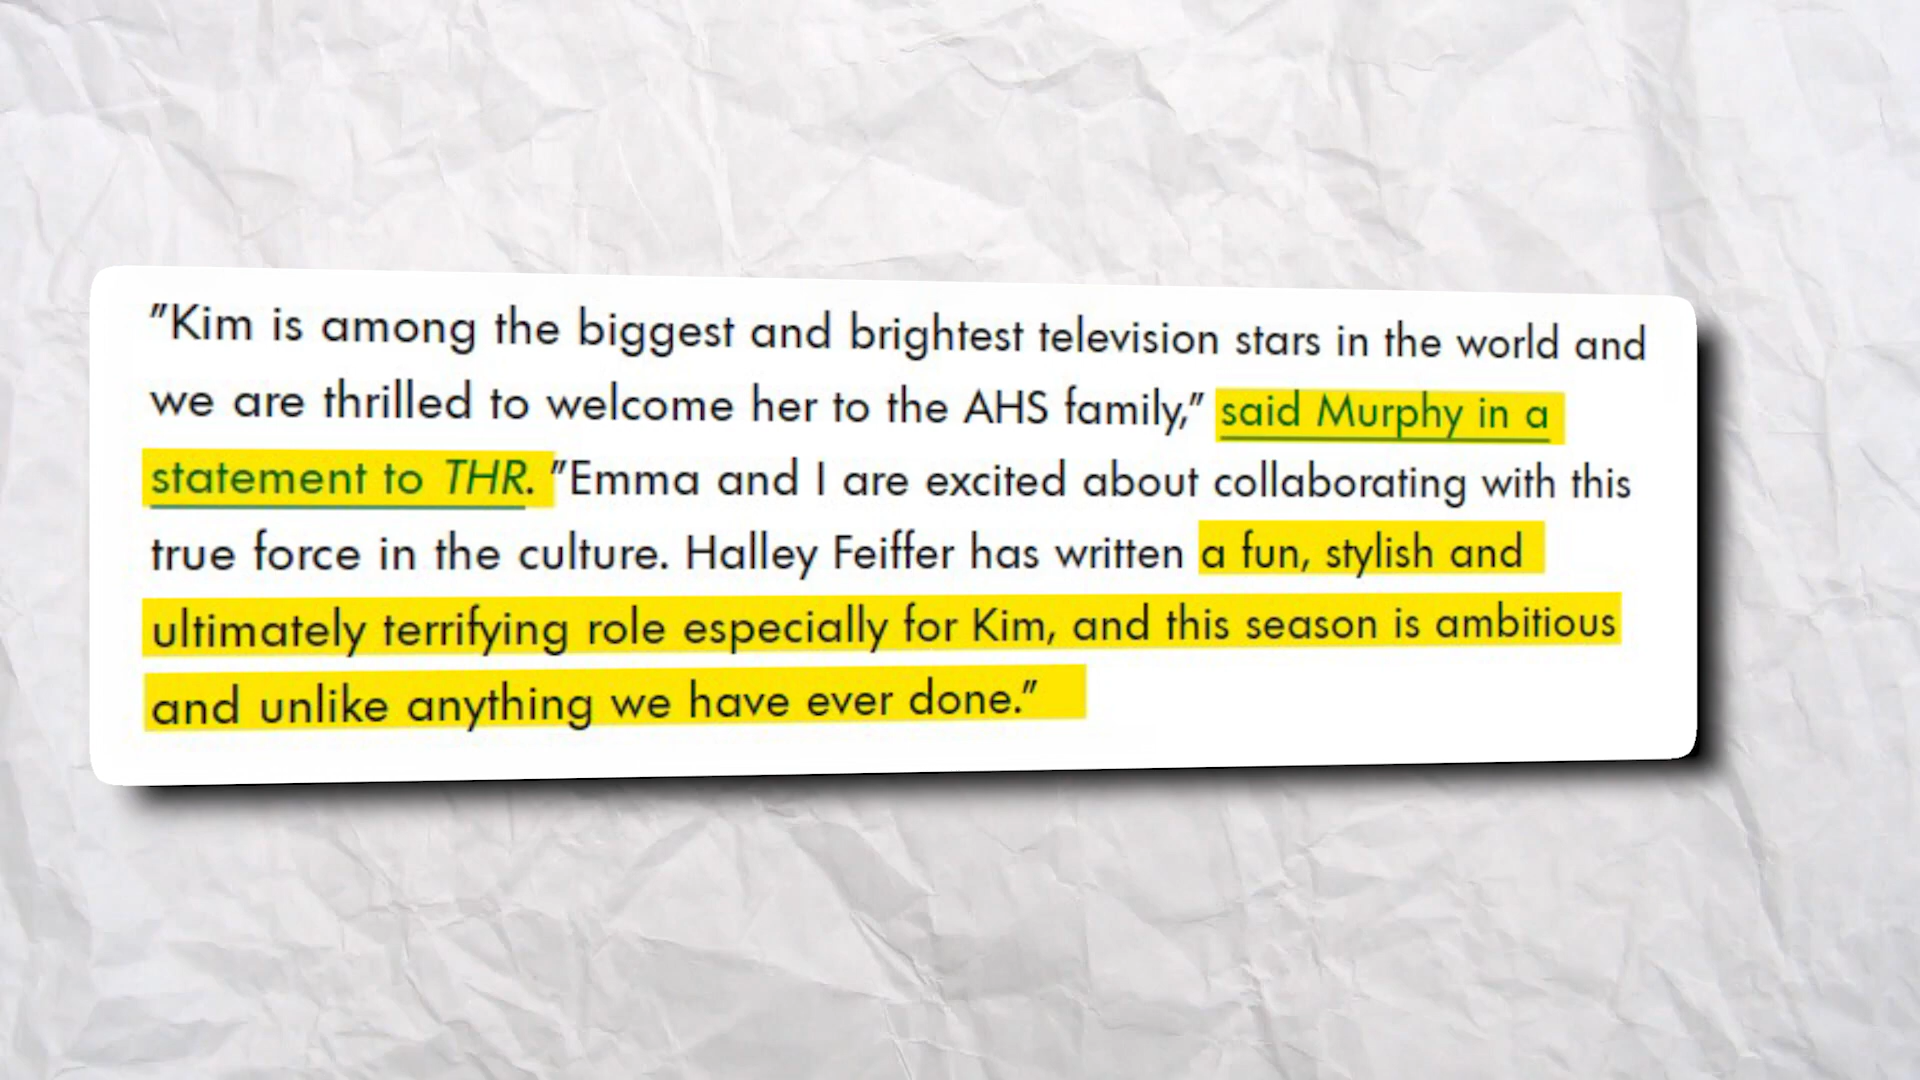 "Kim is among the biggest and brightest television stars in the world and
we are thrilled to welcome her to the AHS family," said Murphy in a
statement to THR. "Emma and I are excited about collaborating with this
true force in the culture. Halley Feiffer has written a fun, stylish and
ultimately terrifying role especially for Kim, and this season is ambitious
and unlike anything we have ever done."